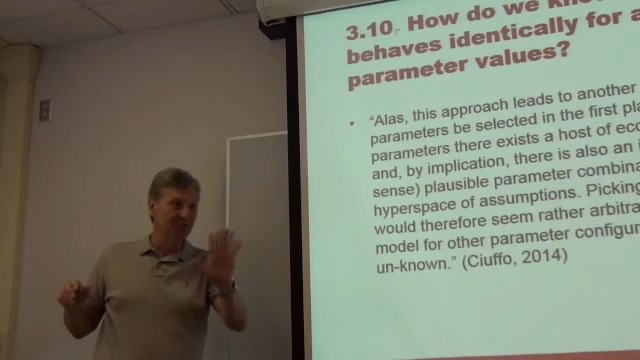 3.10. How do we know
behaves identically for a
parameter values?
• "Alas, this approach leads to another
parameters be selected in the first pla
parameters there exists a host of eco
and, by implication, there is also an i
sense) plausible parameter combina
hyperspace of assumptions. Picking
would therefore seem rather arbitra
model for other parameter configur
un-known." (Ciuffo, 2014)